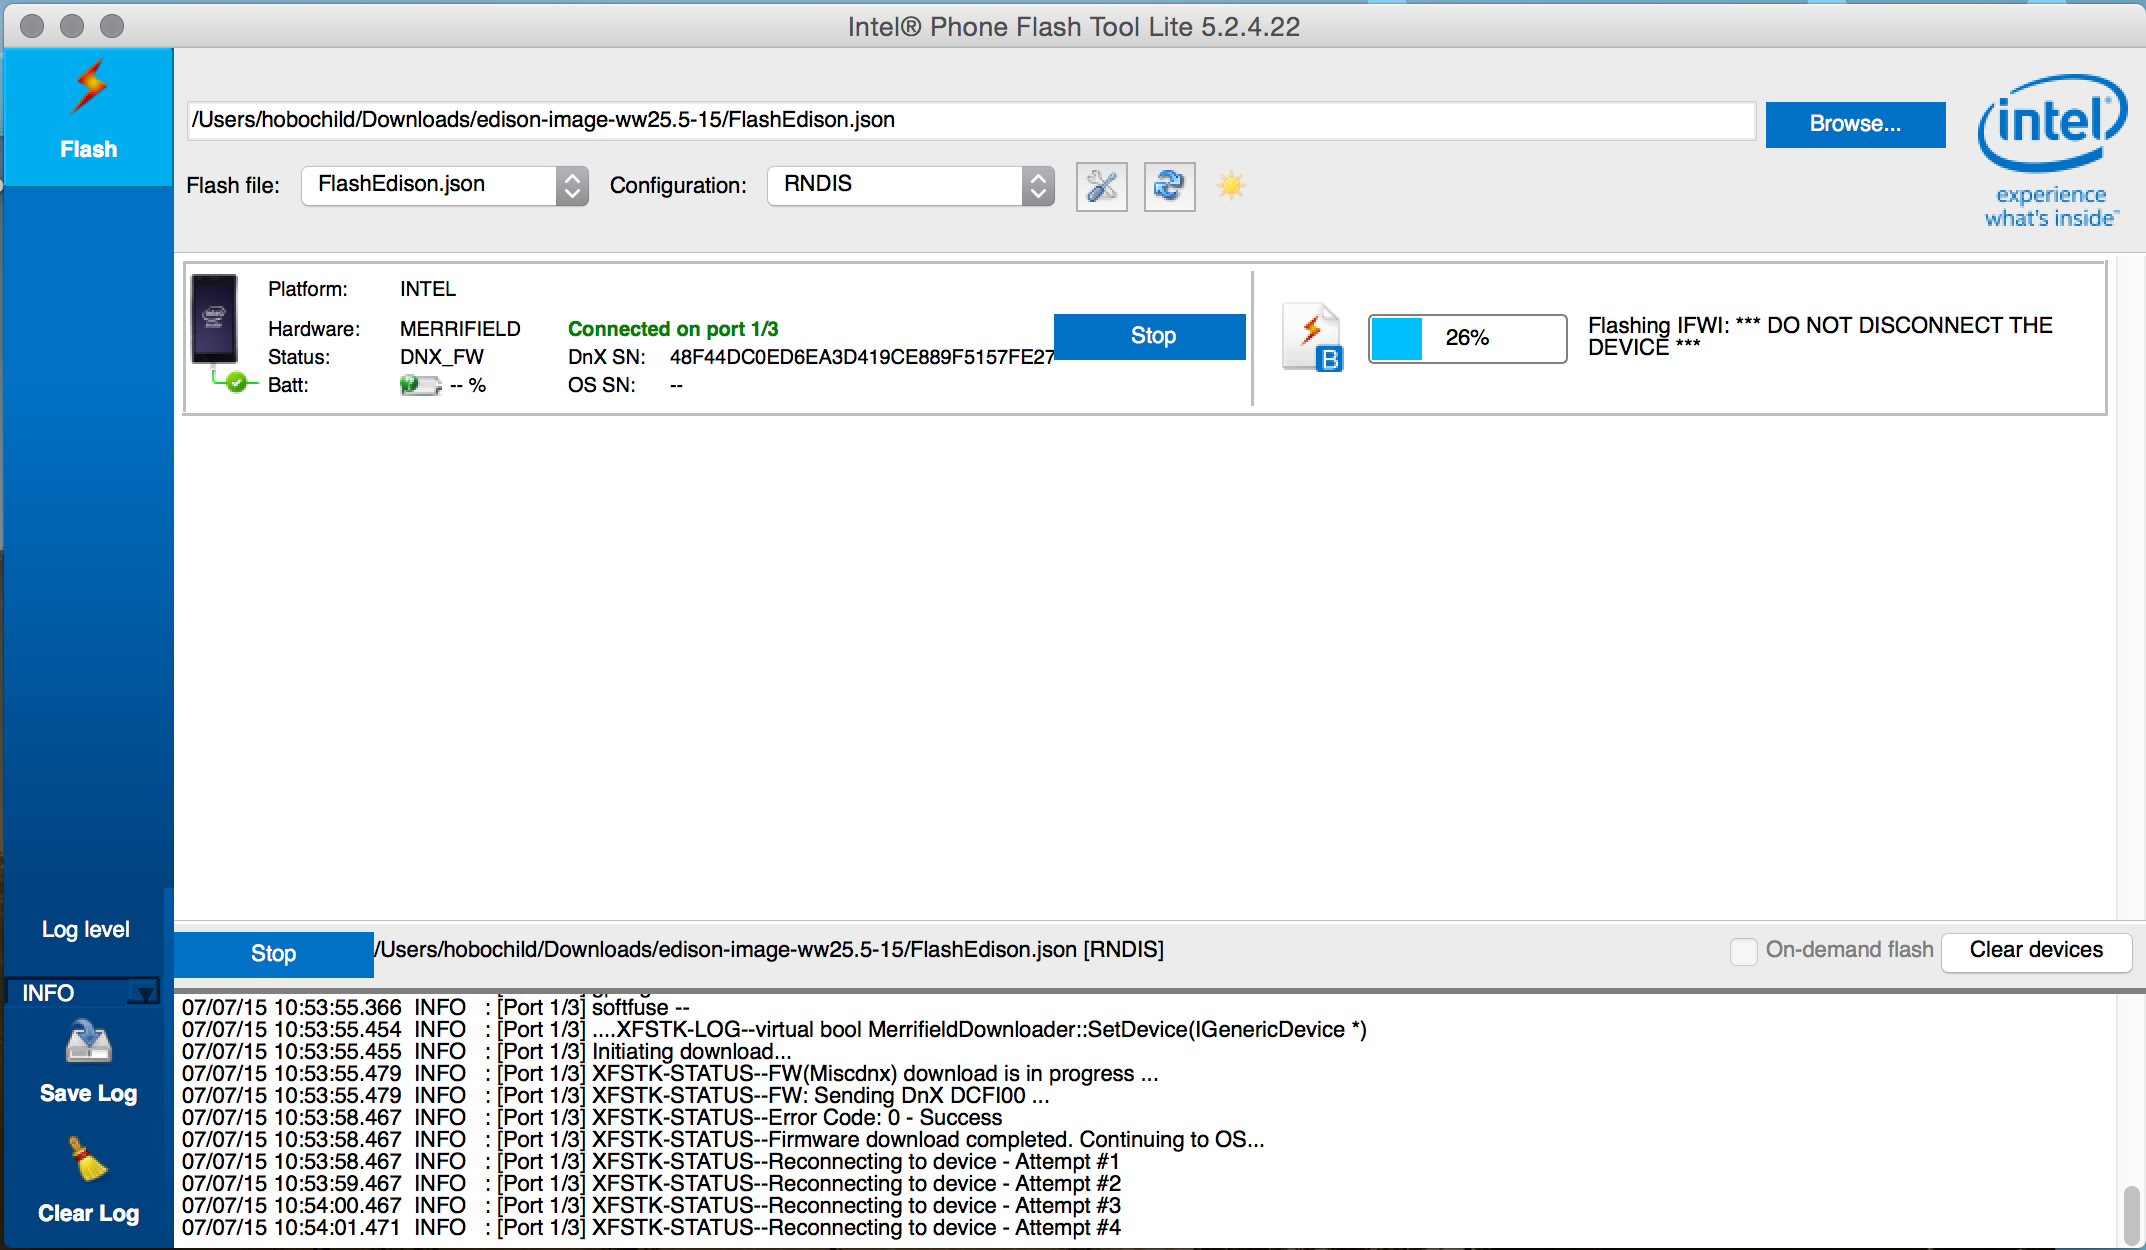 Intel® Phone Flash Tool Lite 5.2.4.22
Flash
/Users/hobochild/Downloads/edison-image-ww25.5-15/FlashEdison.json
Browse...
intel
experience
what's inside™
Flash file:
FlashEdison.json
Configuration:
RNDIS
Platform: INTEL
Hardware: MERRIFIELD Connected on port 1/3
Status: DNX_FW DnX SN: 48F44DC0ED6EA3D419CE889F5157FE27
Batt: -- % OS SN: --
Stop
B
26%
Flashing IFWI: *** DO NOT DISCONNECT THE
DEVICE ***
Log level
INFO
Save Log
Clear Log
Stop
/Users/hobochild/Downloads/edison-image-ww25.5-15/FlashEdison.json [RNDIS]
On-demand flash
Clear devices
07/07/15 10:53:55.366 INFO : [Port 1/3] softfuse --
07/07/15 10:53:55.454 INFO : [Port 1/3] ....XFSTK-LOG--virtual bool MerrifieldDownloader::SetDevice(IGenericDevice *)
07/07/15 10:53:55.455 INFO : [Port 1/3] Initiating download...
07/07/15 10:53:55.479 INFO : [Port 1/3] XFSTK-STATUS--FW(Miscdnx) download is in progress ...
07/07/15 10:53:55.479 INFO : [Port 1/3] XFSTK-STATUS--FW: Sending DnX DCFI00 ...
07/07/15 10:53:58.467 INFO : [Port 1/3] XFSTK-STATUS--Error Code: 0 - Success
07/07/15 10:53:58.467 INFO : [Port 1/3] XFSTK-STATUS--Firmware download completed. Continuing to OS...
07/07/15 10:53:58.467 INFO : [Port 1/3] XFSTK-STATUS--Reconnecting to device - Attempt #1
07/07/15 10:53:59.467 INFO : [Port 1/3] XFSTK-STATUS--Reconnecting to device - Attempt #2
07/07/15 10:54:00.467 INFO : [Port 1/3] XFSTK-STATUS--Reconnecting to device - Attempt #3
07/07/15 10:54:01.471 INFO : [Port 1/3] XFSTK-STATUS--Reconnecting to device - Attempt #4